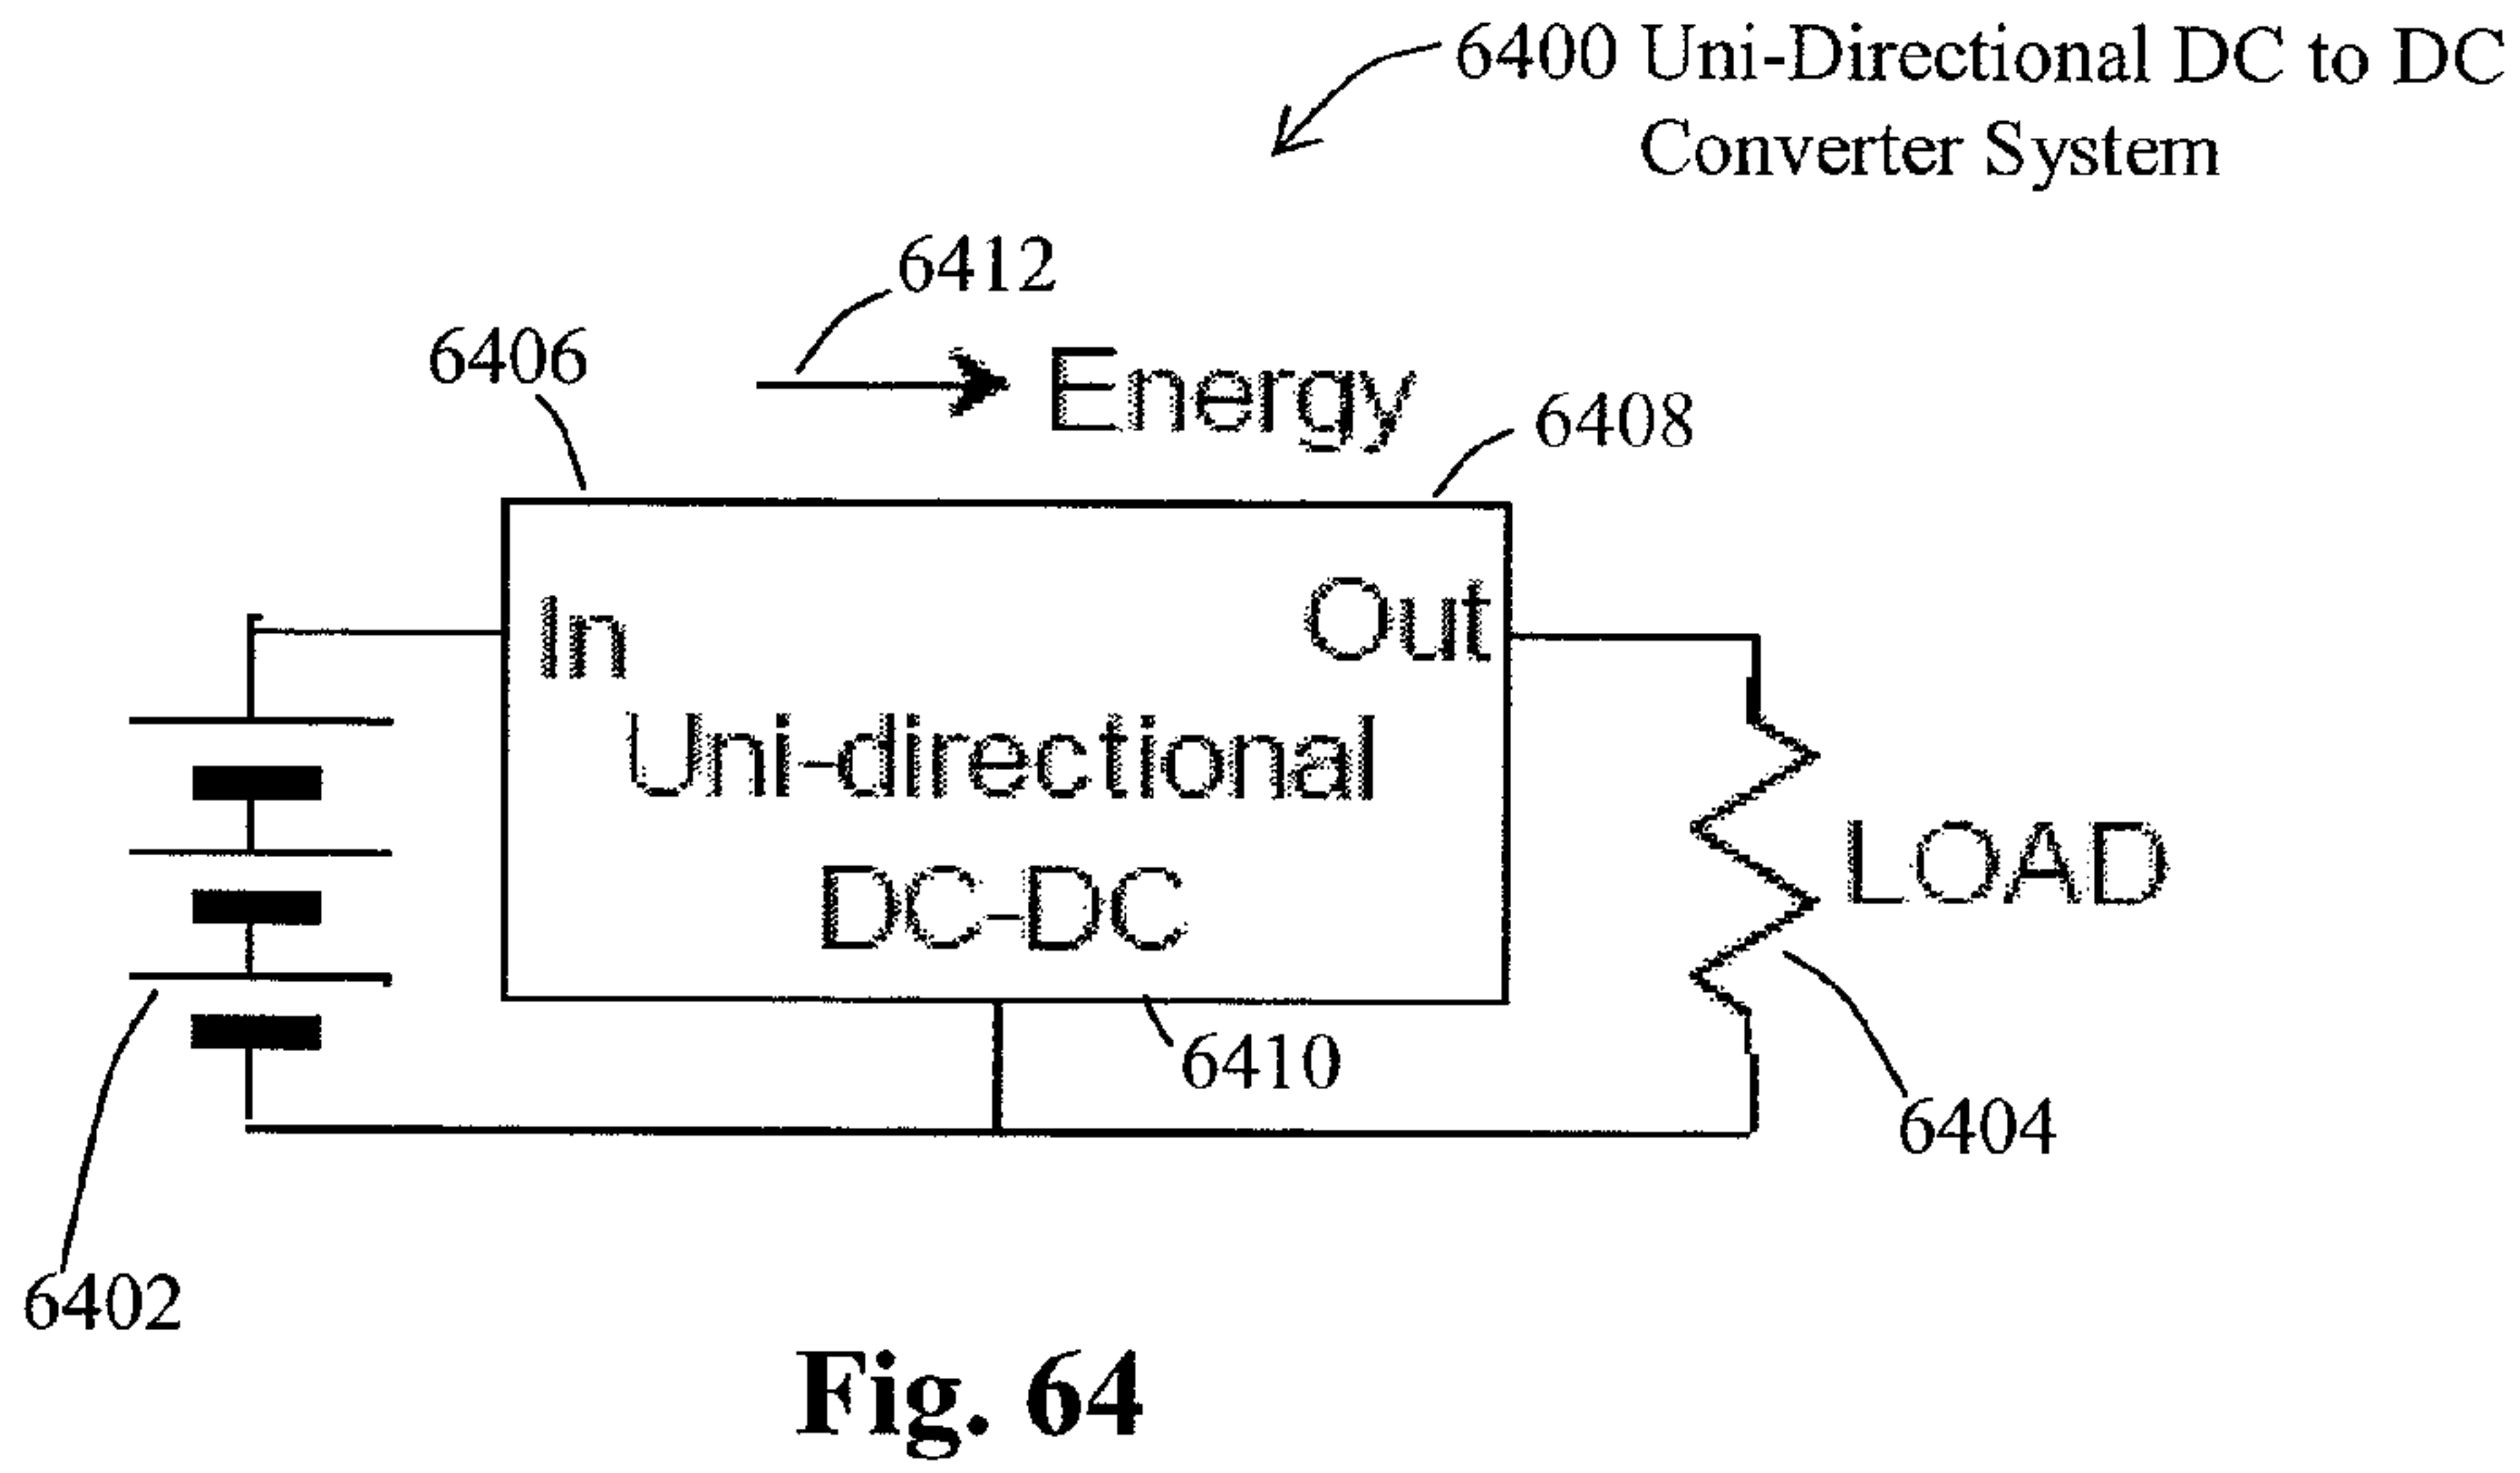 6400 Uni-Directional DC to DC
Converter System
6412
6406
Energy
6408
In
Out
Uni-directional
DC-DC
LOAD
6410
6404
6402
Fig. 64